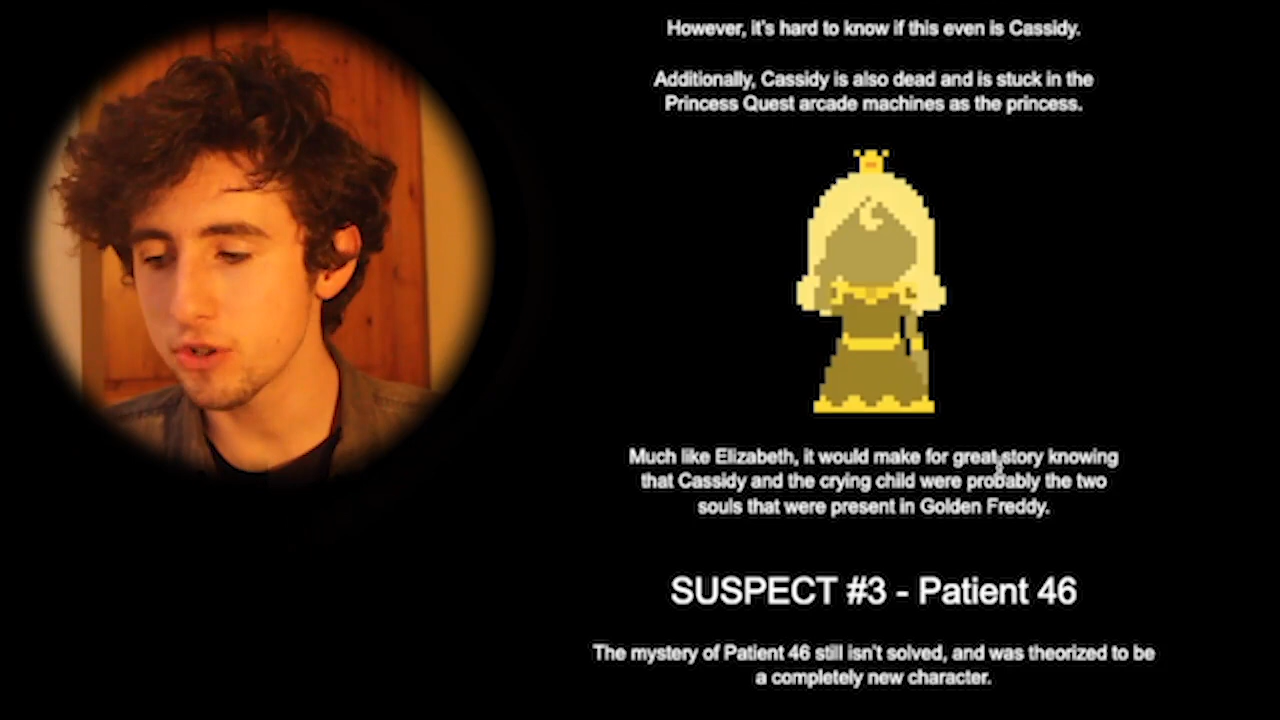 However, it's hard to know if this even is Cassidy.
Additionally, Cassidy is also dead and is stuck in the
Princess Quest arcade machines as the princess.
Much like Elizabeth, it would make for great story knowing
that Cassidy and the crying child were probably the two
souls that were present in Golden Freddy.
SUSPECT #3 - Patient 46
The mystery of Patient 46 still isn't solved, and was theorized to be
a completely new character.